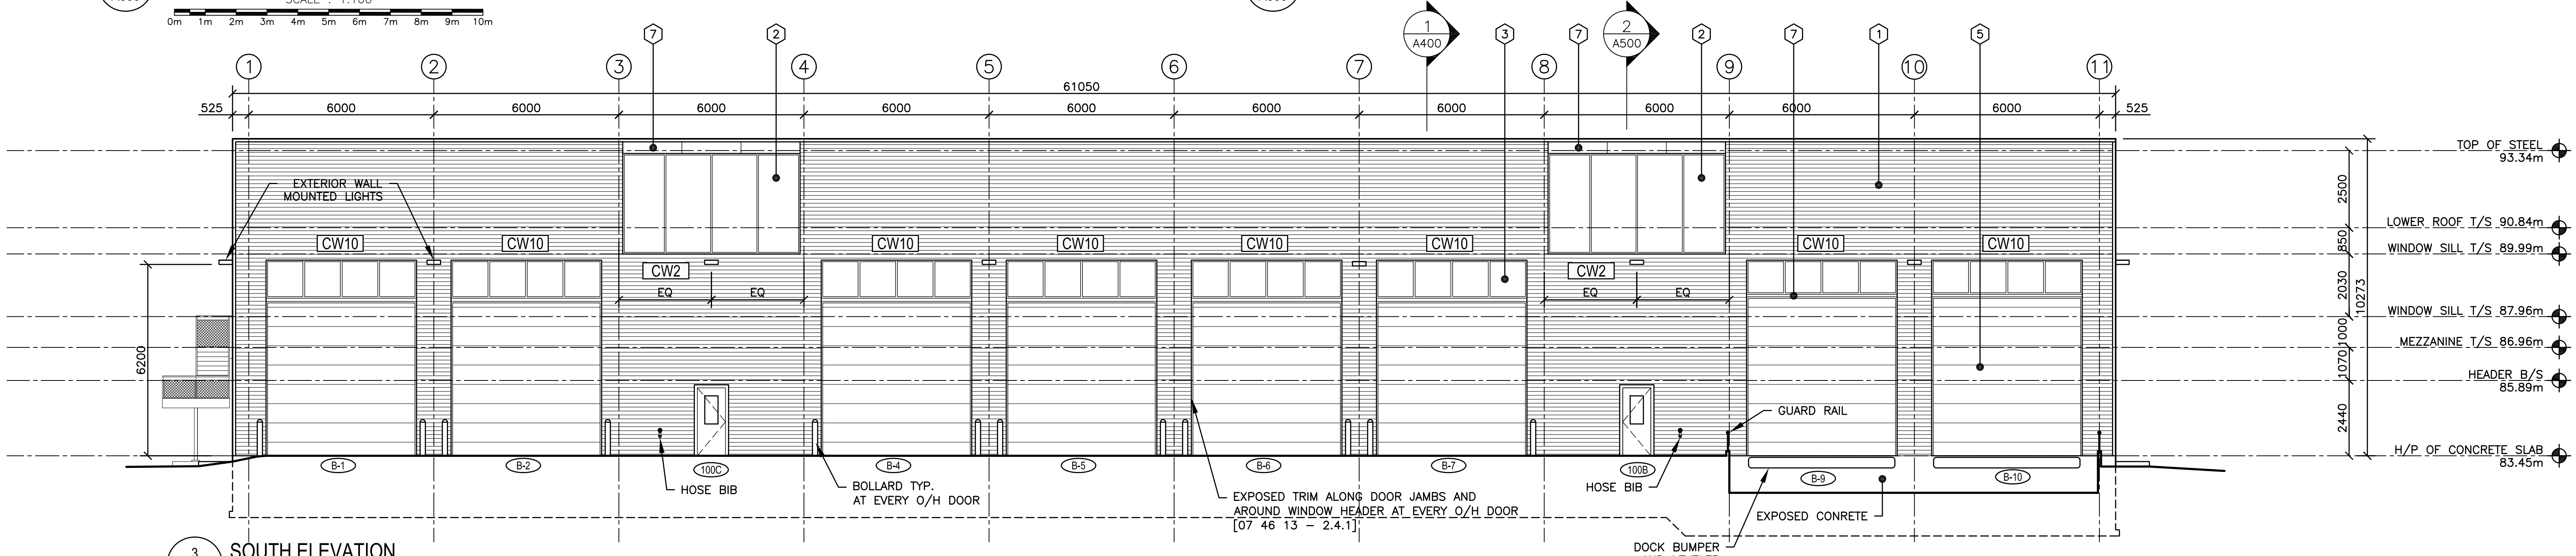 SCALE : 1:100
0m 1m 2m 3m 4m 5m 6m 7m 8m 9m 10m
7 2 1 A400 3 7 2 A500 2 7 1 5
1 2 3 4 5 6 7 8 9 10 11
61050
525 6000 6000 6000 6000 6000 6000 6000 6000 6000 6000 525
TOP OF STEEL
93.34m
2500
EXTERIOR WALL
MOUNTED LIGHTS
LOWER ROOF T/S 90.84m
850
CW10 CW10 CW10 CW10 CW10 CW10 CW10 CW10
WINDOW SILL T/S 89.99m
CW2 CW2
EQ EQ EQ EQ
2030
10273
WINDOW SILL T/S 87.96m
1000
MEZZANINE T/S 86.96m
6200
1070
HEADER B/S
85.89m
GUARD RAIL
2440
H/P OF CONCRETE SLAB
83.45m
B-1 B-2 100C B-4 B-5 B-6 B-7 100B B-9 B-10
HOSE BIB
BOLLARD TYP.
AT EVERY O/H DOOR
EXPOSED TRIM ALONG DOOR JAMBS AND
AROUND WINDOW HEADER AT EVERY O/H DOOR
[07 46 13 - 2.4.1]
HOSE BIB
EXPOSED CONRETE
3 SOUTH ELEVATION
DOCK BUMPER